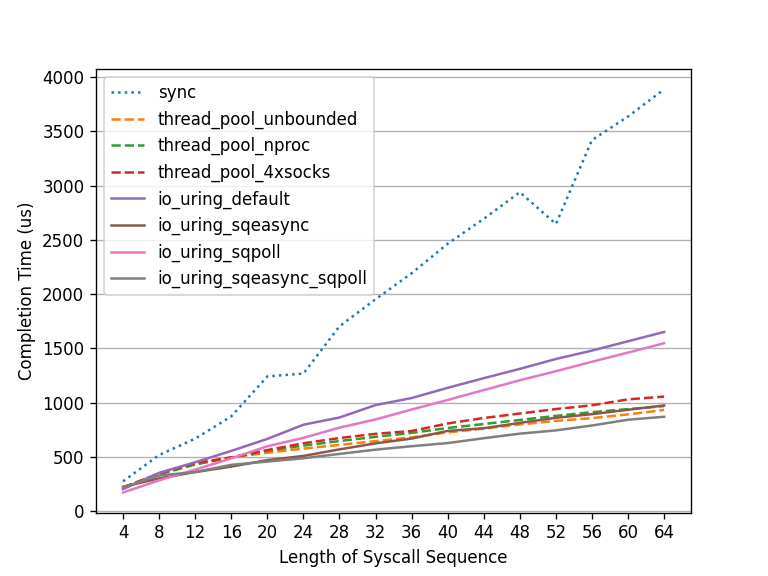 4000
3500
3000
2500
2000
1500
1000
500
0
Completion Time (us)
sync
thread_pool_unbounded
thread_pool_nproc
thread_pool_4xsocks
io_uring_default
io_uring_sqeasync
io_uring_sqpoll
io_uring_sqeasync_sqpoll
4 8 12 16 20 24 28 32 36 40 44 48 52 56 60 64
Length of Syscall Sequence